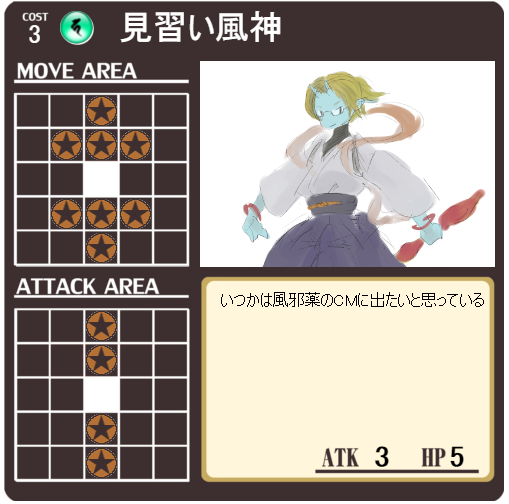 COST
3
見習い風神
MOVE AREA
ATTACK AREA
いつかは風邪薬のCMに出たいと思っている
ATK 3 HP 5